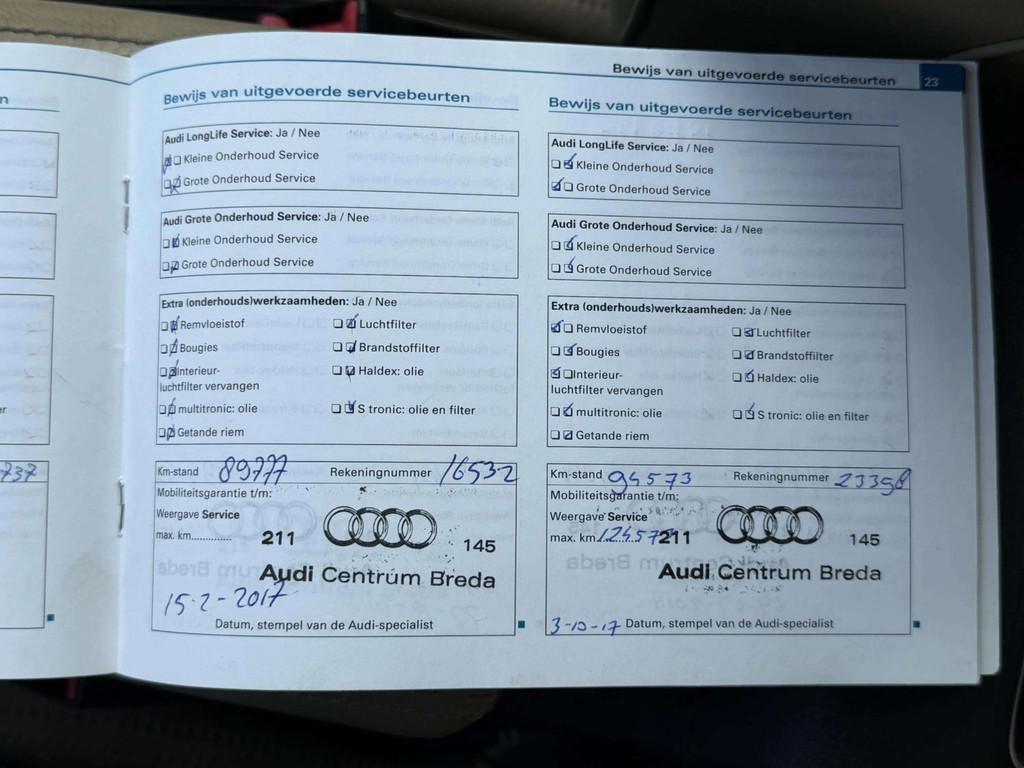 Bewijs van uitgevoerde servicebeurten 23
n
r
737
Bewijs van uitgevoerde servicebeurten
Audi LongLife Service: Ja / Nee
Kleine Onderhoud Service
Grote Onderhoud Service
Audi Grote Onderhoud Service: Ja / Nee
Kleine Onderhoud Service
Grote Onderhoud Service
Extra (onderhouds)werkzaamheden: Ja / Nee
Remvloeistof Luchtfilter
Bougies Brandstoffilter
Interieur- Haldex: olie
luchtfilter vervangen
multitronic: olie S tronic: olie en filter
Getande riem
Km-stand 89777 Rekeningnummer 16532
Mobiliteitsgarantie t/m:
Weergave Service
max. km............ 211 145
Audi Centrum Breda
15-2-2017
Datum, stempel van de Audi-specialist
Bewijs van uitgevoerde servicebeurten
Audi LongLife Service: Ja / Nee
Kleine Onderhoud Service
Grote Onderhoud Service
Audi Grote Onderhoud Service: Ja / Nee
Kleine Onderhoud Service
Grote Onderhoud Service
Extra (onderhouds)werkzaamheden: Ja / Nee
Remvloeistof Luchtfilter
Bougies Brandstoffilter
Interieur- Haldex: olie
luchtfilter vervangen
multitronic: olie S tronic: olie en filter
Getande riem
Km-stand 94573 Rekeningnummer 23358
Mobiliteitsgarantie t/m:
Weergave Service
max. km 211 145
Audi Centrum Breda
3-10-17 Datum, stempel van de Audi-specialist